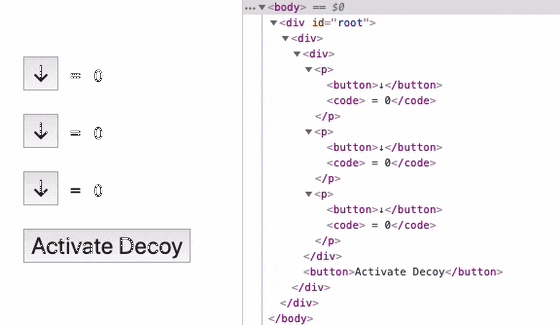 ↓ = 0
↓ = 0
↓ = 0
Activate Decoy
••• ▼<body> == $0
▼<div id="root">
▼<div>
▼<div>
▼<p>
<button>↓</button>
<code> = 0</code>
</p>
▼<p>
<button>↓</button>
<code> = 0</code>
</p>
▼<p>
<button>↓</button>
<code> = 0</code>
</p>
</div>
<button>Activate Decoy</button>
</div>
</div>
</body>